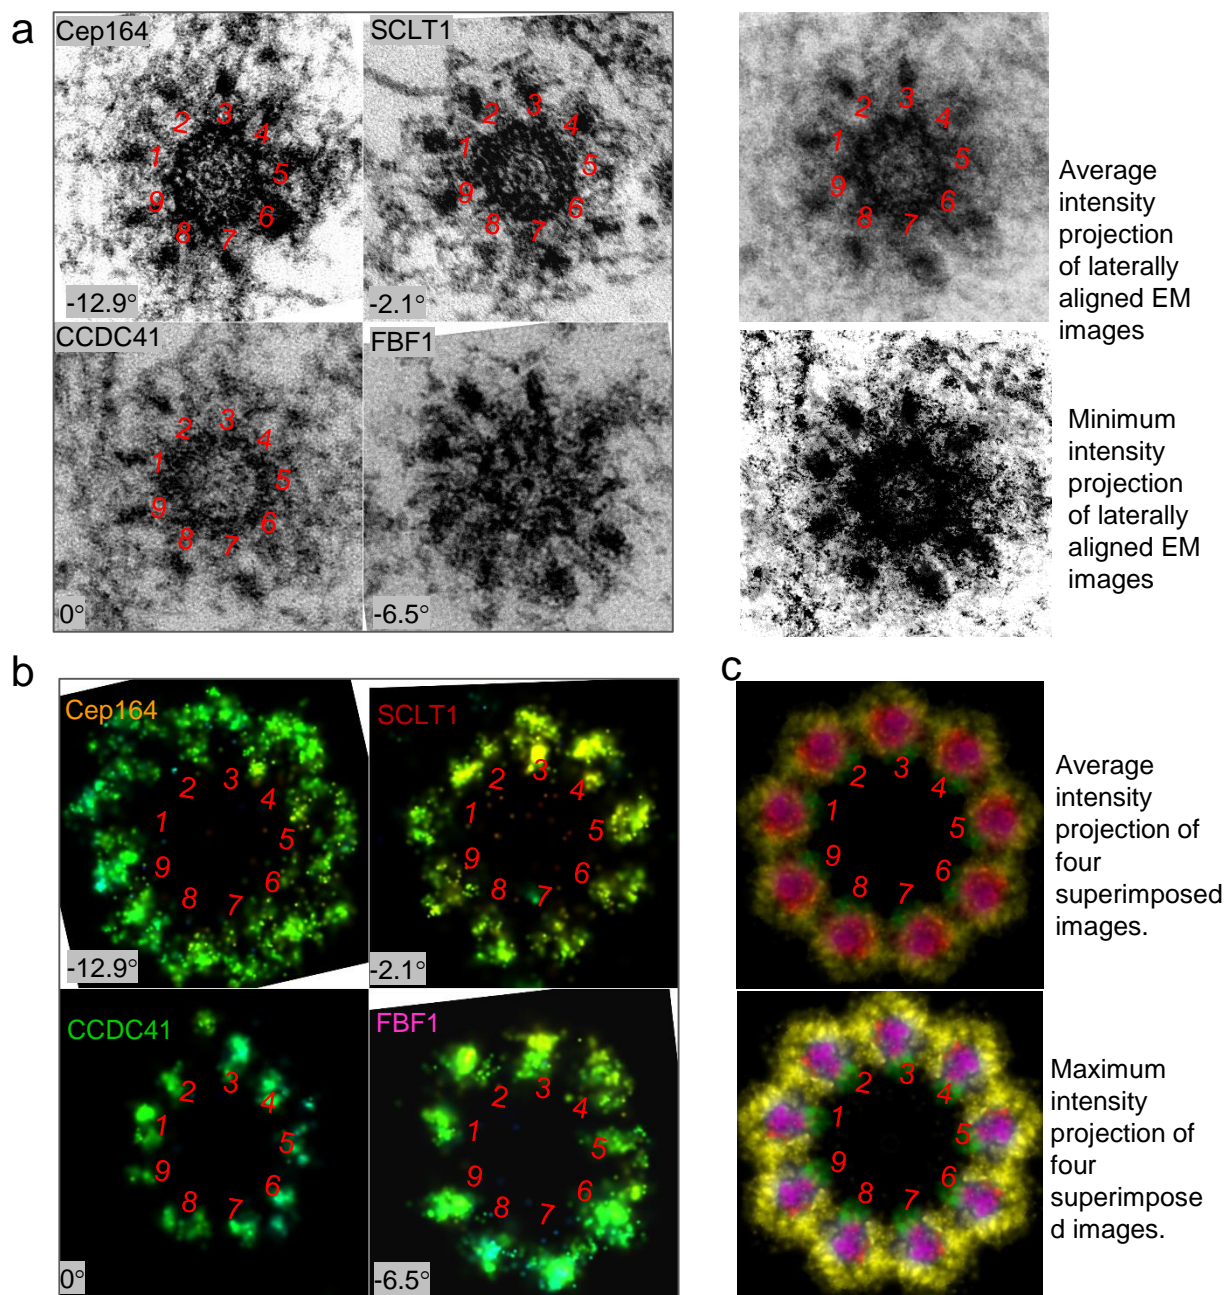 a
Cep164
2
3
4
1
5
9
6
8
7
-12.9°
SCLT1
2
3
4
1
5
9
6
8
7
-2.1°
2
3
4
1
5
9
6
8
7
Average
intensity
projection
of laterally
aligned EM
images
CCDC41
2
3
4
1
5
9
6
8
7
0°
FBF1
-6.5°
Minimum
intensity
projection
of laterally
aligned EM
images
b
Cep164
2
3
4
1
5
9
6
8
7
-12.9°
SCLT1
3
2
4
1
5
9
6
8
7
-2.1°
CCDC41
2
3
4
1
5
9
6
8
7
0°
FBF1
2
3
4
1
5
9
6
8
7
-6.5°
c
2
3
4
1
5
9
6
8
7
Average
intensity
projection of
four
superimposed
images.
2
3
4
1
5
9
6
8
7
Maximum
intensity
projection of
four
superimpose
d images.